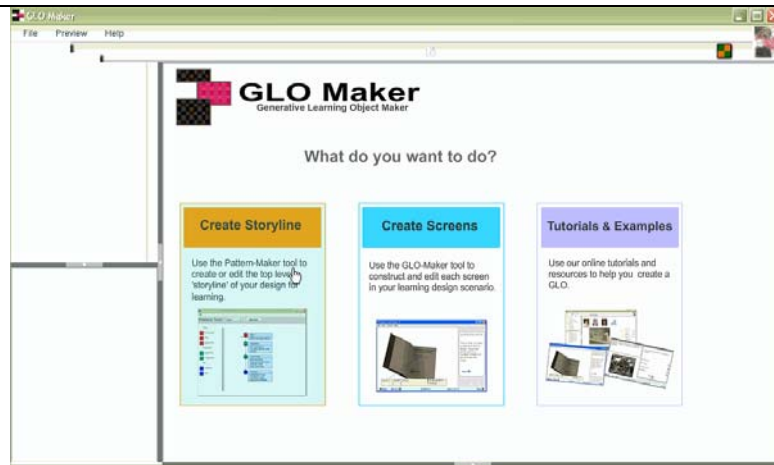 GLO Maker
File Preview Help
GLO Maker
Generative Learning Object Maker
What do you want to do?
Create Storyline
Use the Pattern-Maker tool to
create or edit the top level
'storyline' of your design for
learning.
Create Screens
Use the GLO-Maker tool to
construct and edit each screen
in your learning design scenario
Tutorials & Examples
Use our online tutorials and
resources to help you create a
GLO.